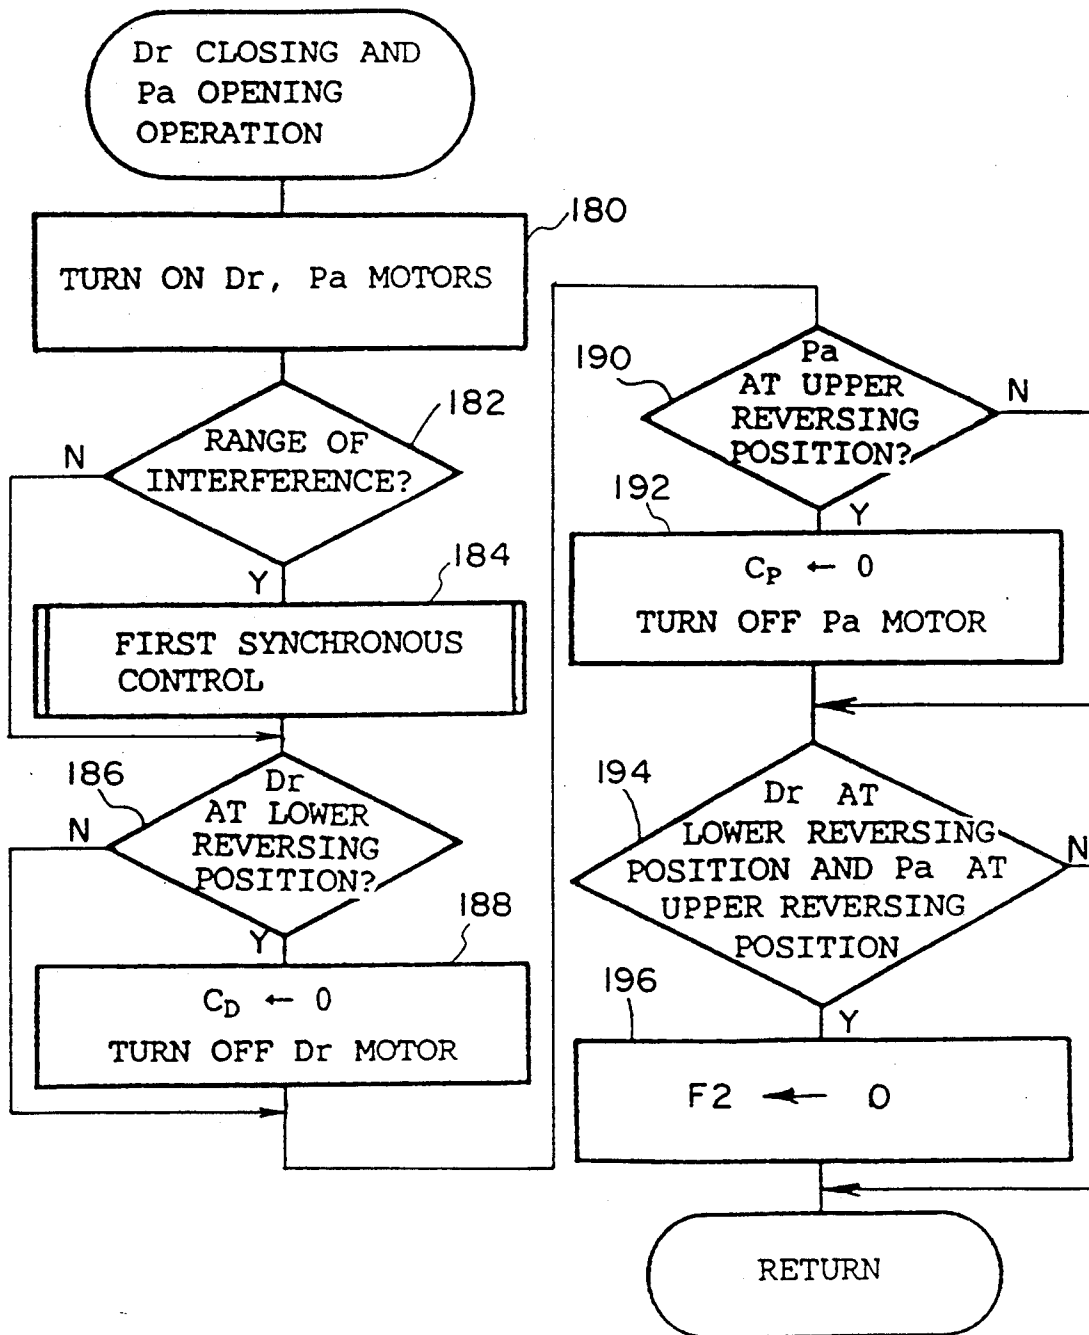 Dr CLOSING AND
Pa OPENING
OPERATION
180
TURN ON Dr, Pa MOTORS
182
N
RANGE OF
INTERFERENCE?
Y
184
FIRST SYNCHRONOUS
CONTROL
186
N
Dr
AT LOWER
REVERSING
POSITION?
Y
188
C_D ← 0
TURN OFF Dr MOTOR
190
Pa
AT UPPER
REVERSING
POSITION?
N
192
Y
C_P ← 0
TURN OFF Pa MOTOR
194
Dr AT
LOWER REVERSING
POSITION AND Pa AT
UPPER REVERSING
POSITION
N
196
Y
F2 ← 0
RETURN